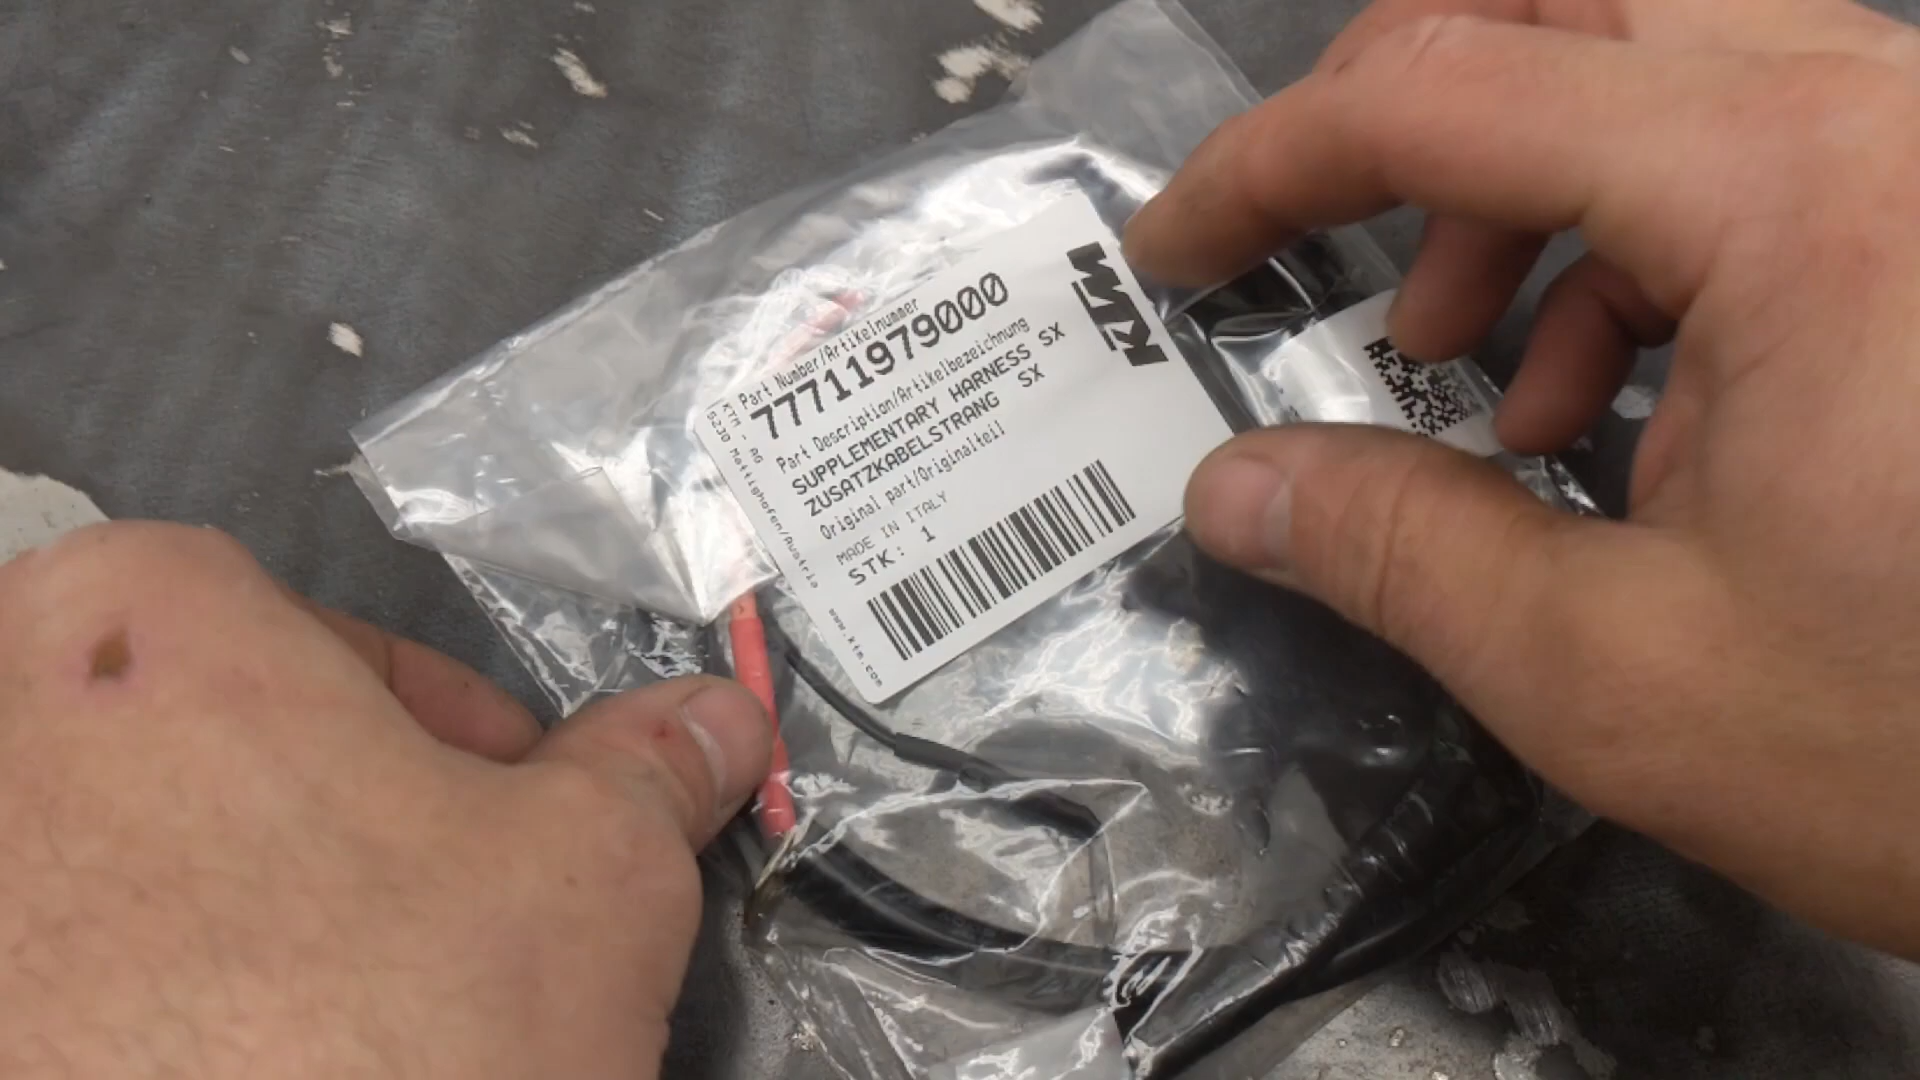 KTM
Part Number/Artikelnummer
77711979000
Part Description/Artikelbezeichnung
SUPPLEMENTARY HARNESS SX
ZUSATZKABELSTRANG SX
Original part/Originalteil
MADE IN ITALY
STK: 1
KTM - AG
5230 Mattighofen/Austria
www.ktm.com